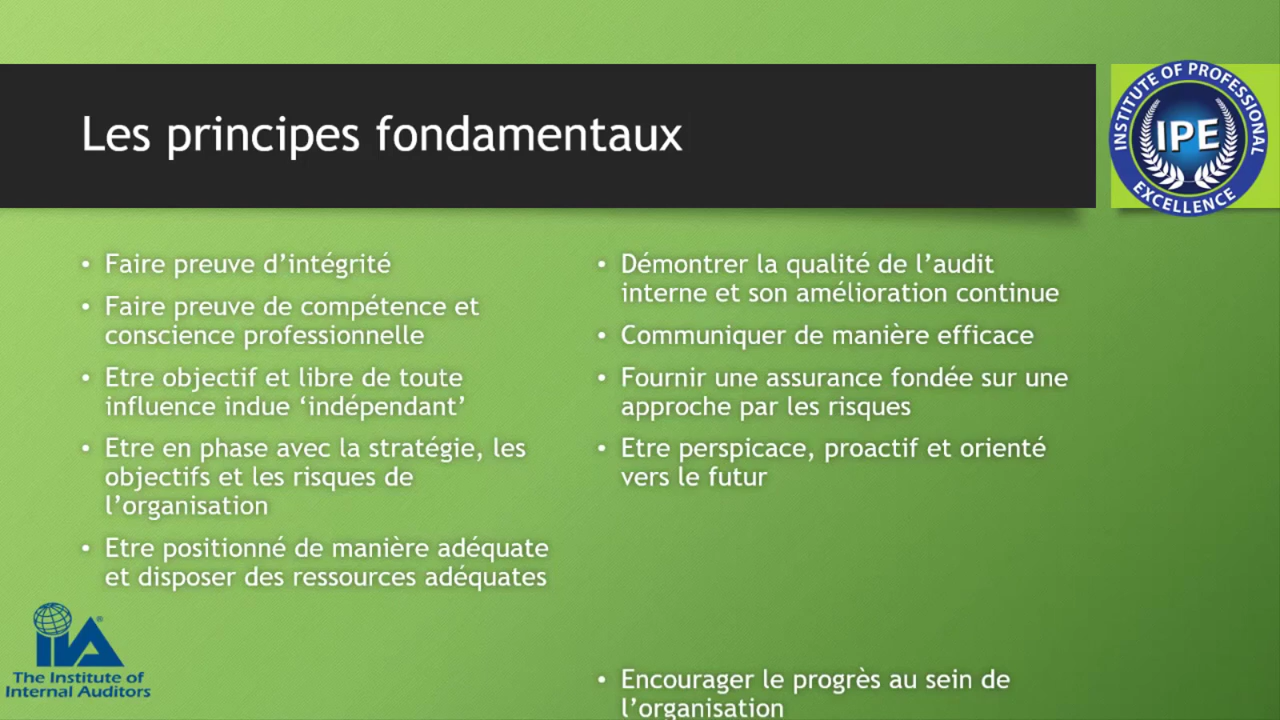 Les principes fondamentaux
INSTITUTE OF PROFESSIONAL
IPE
EXCELLENCE
• Faire preuve d’intégrité
• Faire preuve de compétence et
conscience professionnelle
• Etre objectif et libre de toute
influence indue ‘indépendant’
• Etre en phase avec la stratégie, les
objectifs et les risques de
l’organisation
• Etre positionné de manière adéquate
et disposer des ressources adéquates
• Démontrer la qualité de l’audit
interne et son amélioration continue
• Communiquer de manière efficace
• Fournir une assurance fondée sur une
approche par les risques
• Etre perspicace, proactif et orienté
vers le futur
• Encourager le progrès au sein de
l’organisation
IIA®
The Institute of
Internal Auditors